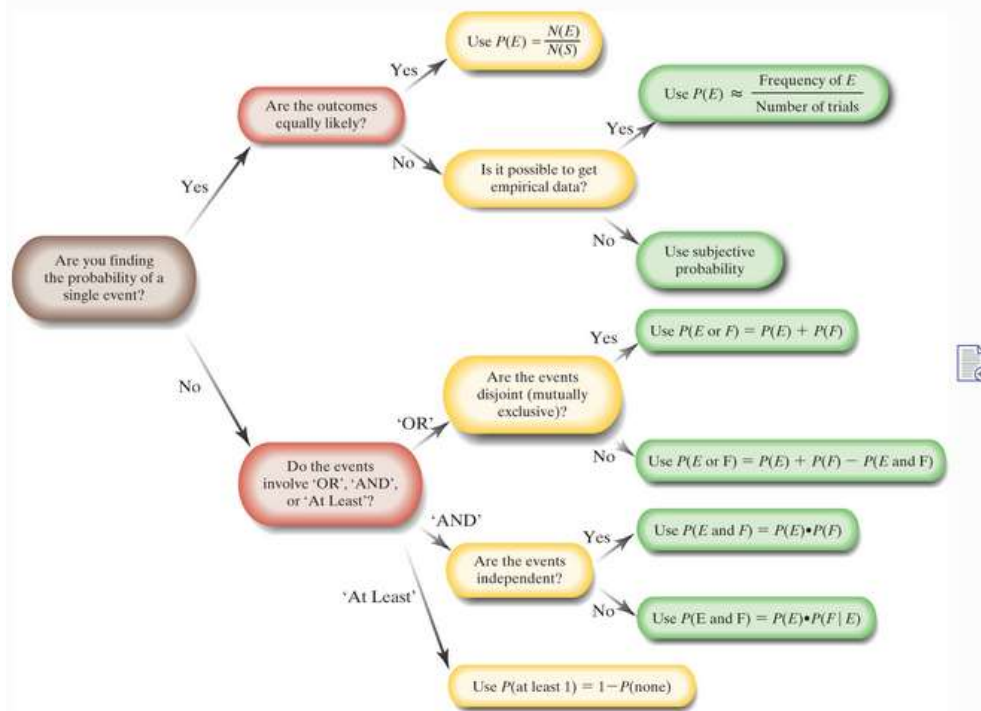 Use P(E) = N(E)/N(S)
Yes
Are the outcomes
equally likely?
Use P(E) ≈ Frequency of E / Number of trials
Yes
No
Is it possible to get
empirical data?
Yes
No
Use subjective
probability
Are you finding
the probability of a
single event?
Use P(E or F) = P(E) + P(F)
Yes
No
Are the events
disjoint (mutually
exclusive)?
'OR'
No
Use P(E or F) = P(E) + P(F) − P(E and F)
Do the events
involve 'OR', 'AND',
or 'At Least'?
'AND'
Use P(E and F) = P(E)•P(F)
Yes
Are the events
independent?
'At Least'
No
Use P(E and F) = P(E)•P(F | E)
Use P(at least 1) = 1−P(none)